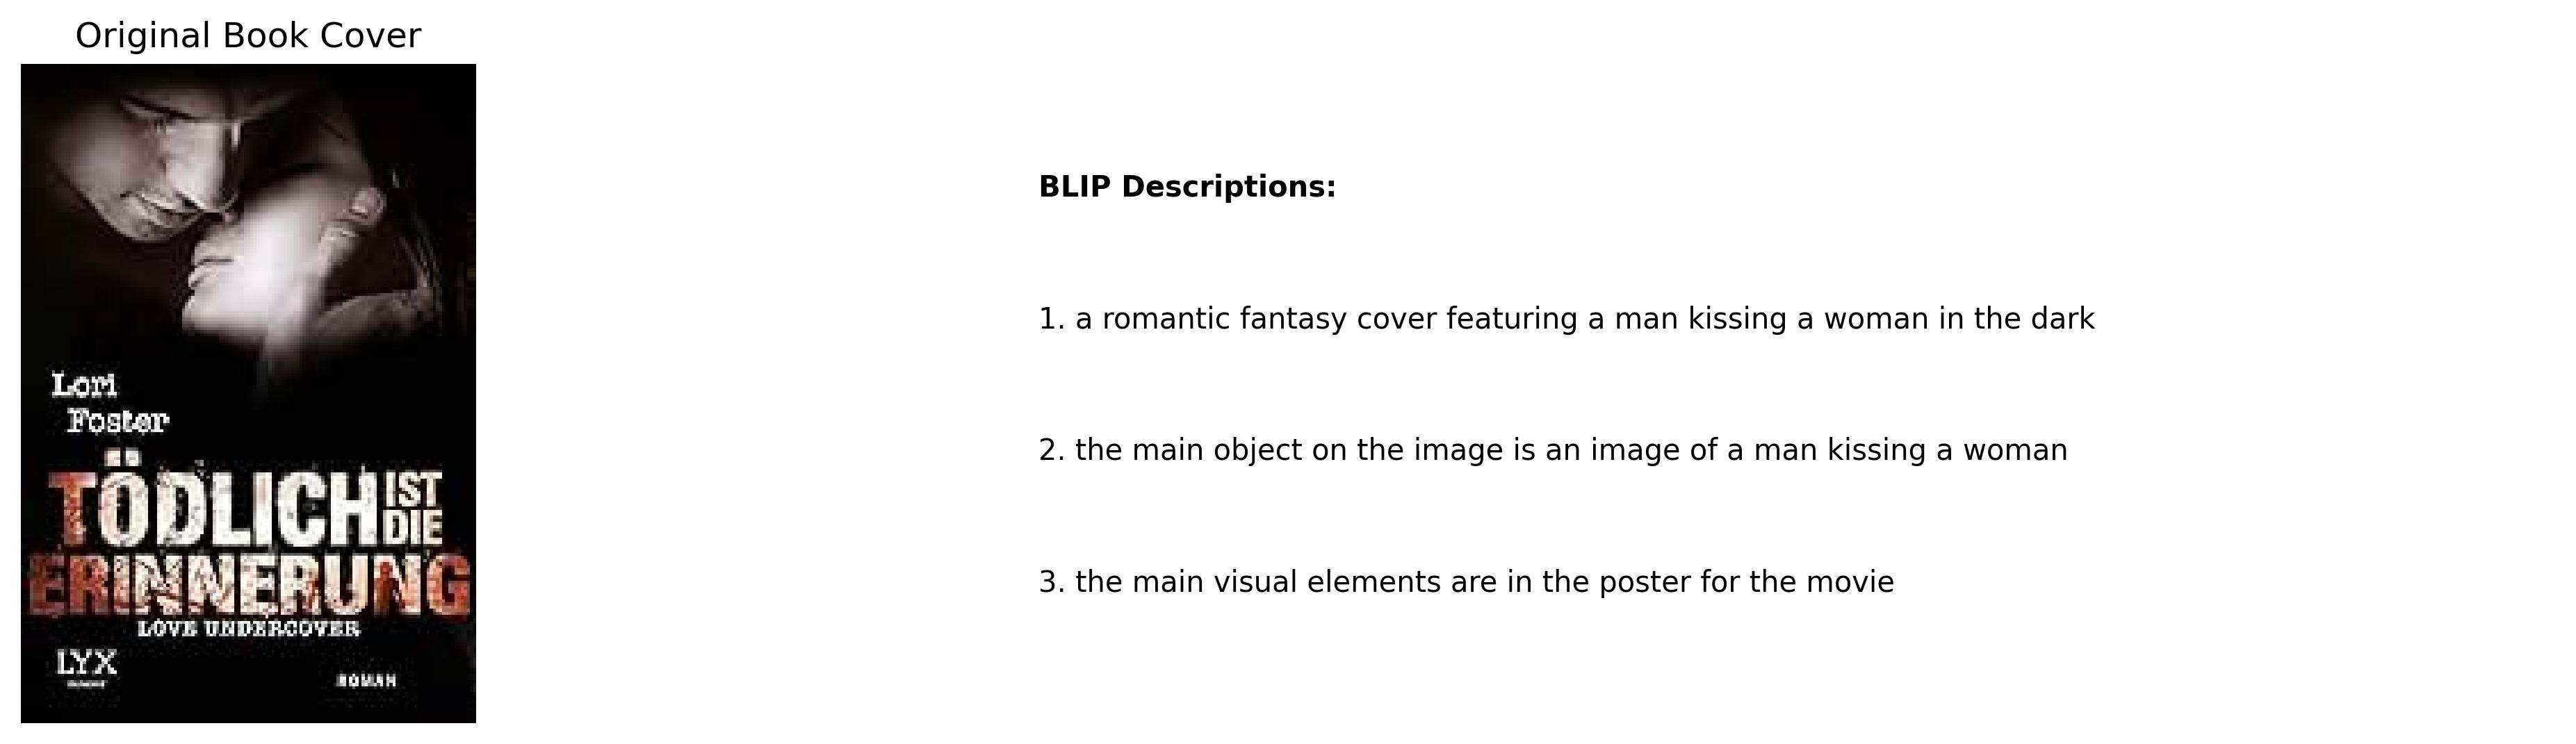 Original Book Cover
Lori
Foster
TÖDLICH IST
DIE
ERINNERUNG
LOVE UNDERCOVER
LYX
ROMAN
BLIP Descriptions:
1. a romantic fantasy cover featuring a man kissing a woman in the dark
2. the main object on the image is an image of a man kissing a woman
3. the main visual elements are in the poster for the movie